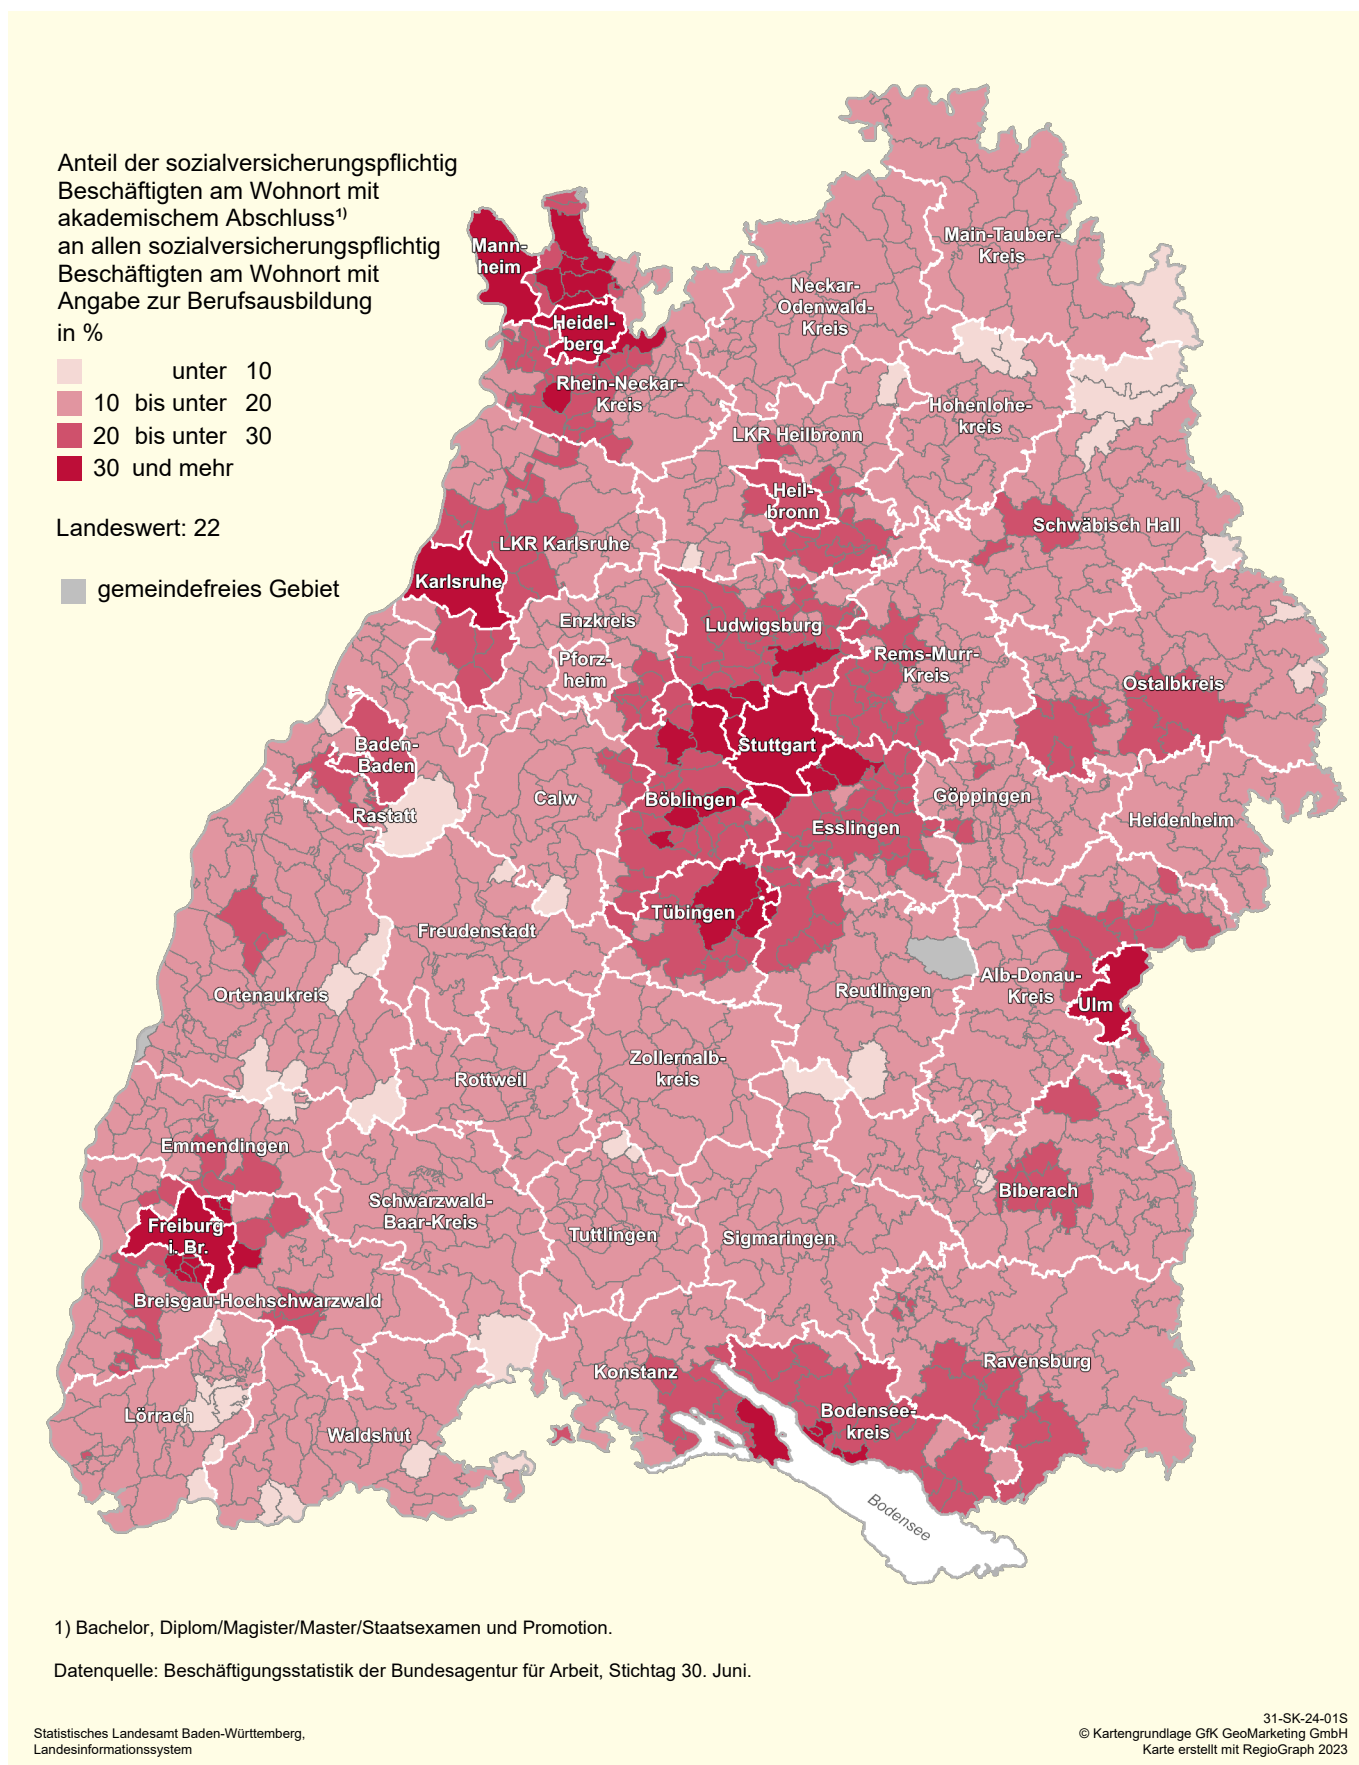 Anteil der sozialversicherungspflichtig
Beschäftigten am Wohnort mit
akademischem Abschluss¹⁾
an allen sozialversicherungspflichtig
Beschäftigten am Wohnort mit
Angabe zur Berufsausbildung
in %
unter 10
10 bis unter 20
20 bis unter 30
30 und mehr
Landeswert: 22
gemeindefreies Gebiet
Main-Tauber-
Kreis
Mann-
heim
Neckar-
Odenwald-
Kreis
Heidel-
berg
Rhein-Neckar-
Kreis
Hohenlohe-
kreis
LKR Heilbronn
Heil-
bronn
Schwäbisch Hall
LKR Karlsruhe
Karlsruhe
Enzkreis
Ludwigsburg
Pforz-
heim
Rems-Murr-
Kreis
Ostalbkreis
Baden-
Baden
Stuttgart
Calw
Böblingen
Göppingen
Rastatt
Esslingen
Heidenheim
Tübingen
Freudenstadt
Ortenaukreis
Reutlingen
Alb-Donau-
Kreis
Ulm
Zollernalb-
kreis
Rottweil
Emmendingen
Biberach
Schwarzwald-
Baar-Kreis
Freiburg
i. Br.
Tuttlingen
Sigmaringen
Breisgau-Hochschwarzwald
Konstanz
Ravensburg
Lörrach
Bodensee-
kreis
Waldshut
Bodensee
1) Bachelor, Diplom/Magister/Master/Staatsexamen und Promotion.
Datenquelle: Beschäftigungsstatistik der Bundesagentur für Arbeit, Stichtag 30. Juni.
Statistisches Landesamt Baden-Württemberg,
Landesinformationssystem
31-SK-24-01S
© Kartengrundlage GfK GeoMarketing GmbH
Karte erstellt mit RegioGraph 2023